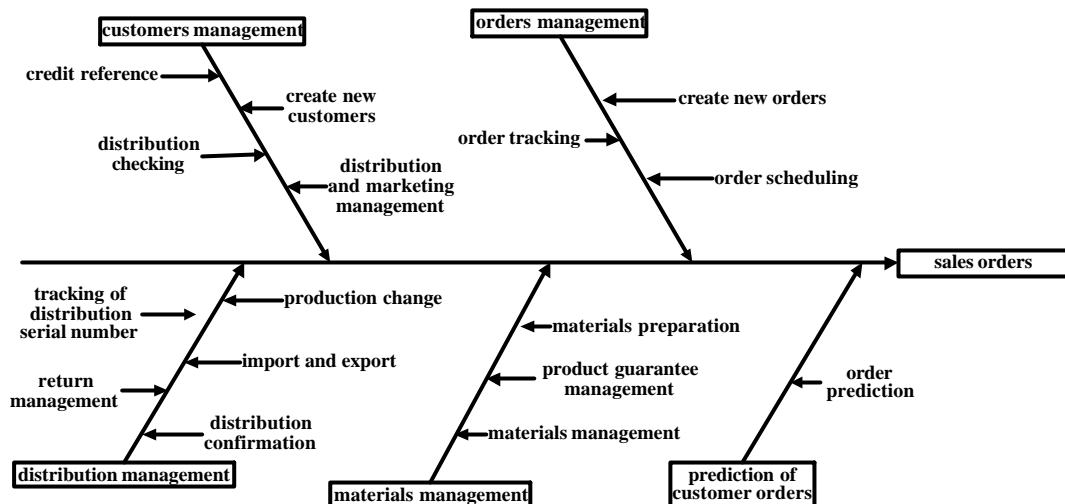 customers management
orders management
credit reference
create new
customers
create new orders
order tracking
distribution
checking
distribution
and marketing
management
order scheduling
sales orders
tracking of
distribution
serial number
production change
materials preparation
import and export
product guarantee
management
order
prediction
return
management
distribution
confirmation
materials management
distribution management
materials management
prediction of
customer orders